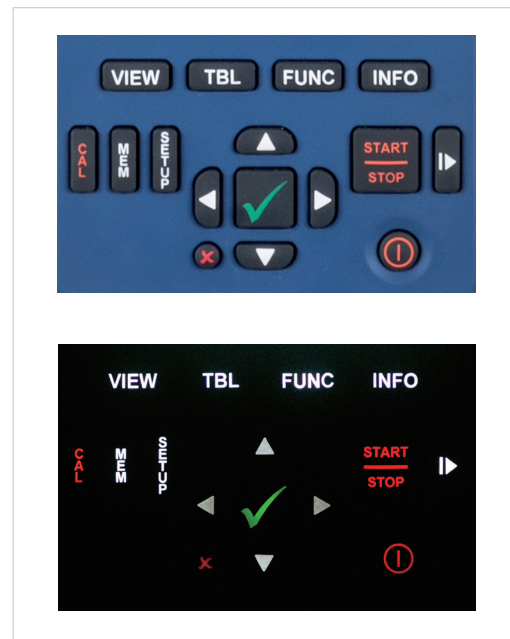 VIEW TBL FUNC INFO
CAL MEM SETUP START
STOP
VIEW TBL FUNC INFO
CAL MEM SETUP START
STOP